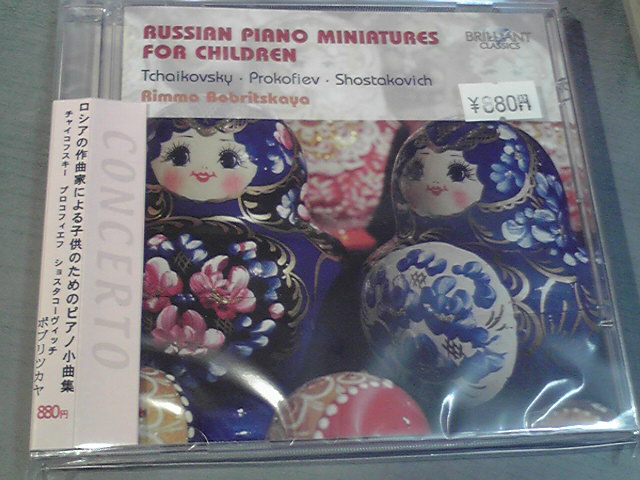 RUSSIAN PIANO MINIATURES
FOR CHILDREN
Tchaikovsky · Prokofiev · Shostakovich
Rimma Bobritskaya
BRILLIANT
CLASSICS
¥880円
CONCERTO
ロシアの作曲家による子供のためのピアノ小曲集
チャイコフスキー プロコフィエフ ショスタコーヴィッチ
ボブリツカヤ
880円